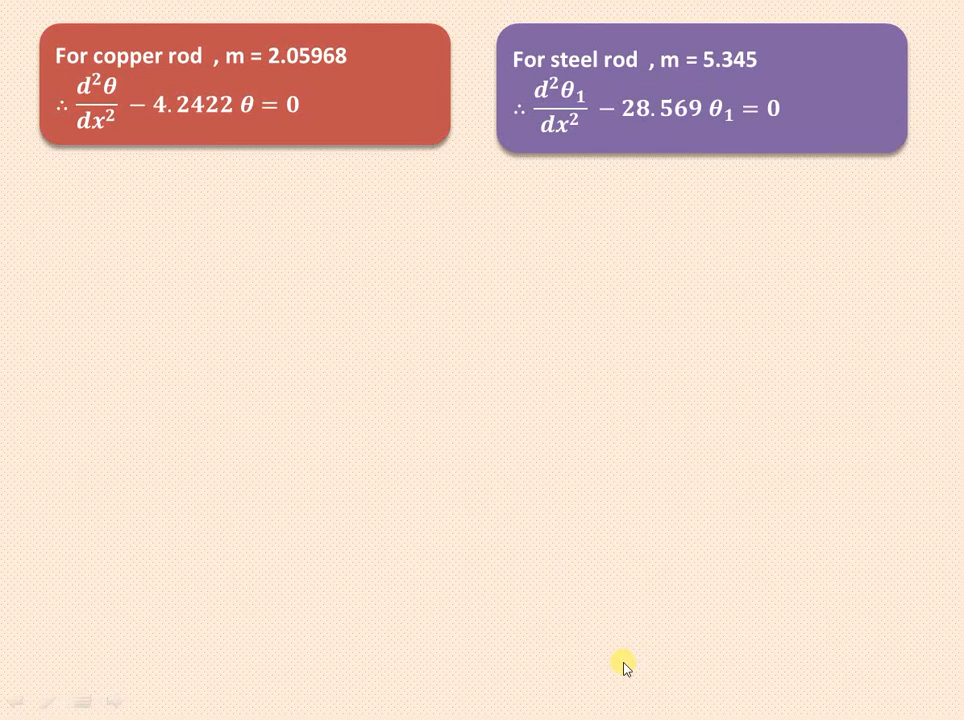 For copper rod , m = 2.05968
∴ d²θ/dx² − 4.2422 θ = 0
For steel rod , m = 5.345
∴ d²θ₁/dx² − 28.569 θ₁ = 0